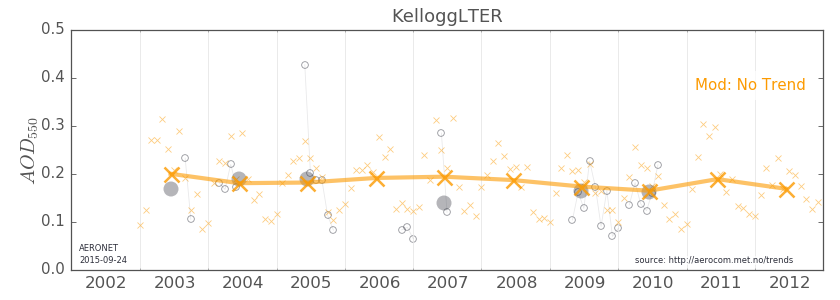 KelloggLTER
0.5
0.4
0.3
0.2
0.1
0.0
AOD550
Mod: No Trend
AERONET
2015-09-24
source: http://aerocom.met.no/trends
2002 2003 2004 2005 2006 2007 2008 2009 2010 2011 2012